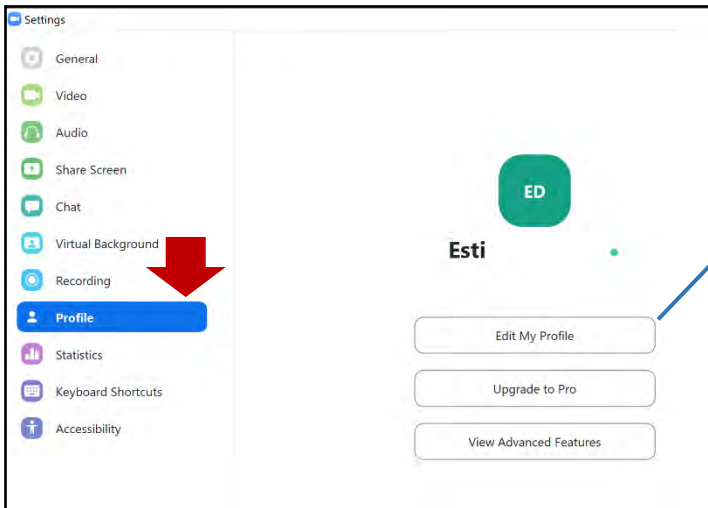 Settings
General
Video
Audio
Share Screen
Chat
Virtual Background
Recording
Profile
Statistics
Keyboard Shortcuts
Accessibility
ED
Esti
Edit My Profile
Upgrade to Pro
View Advanced Features